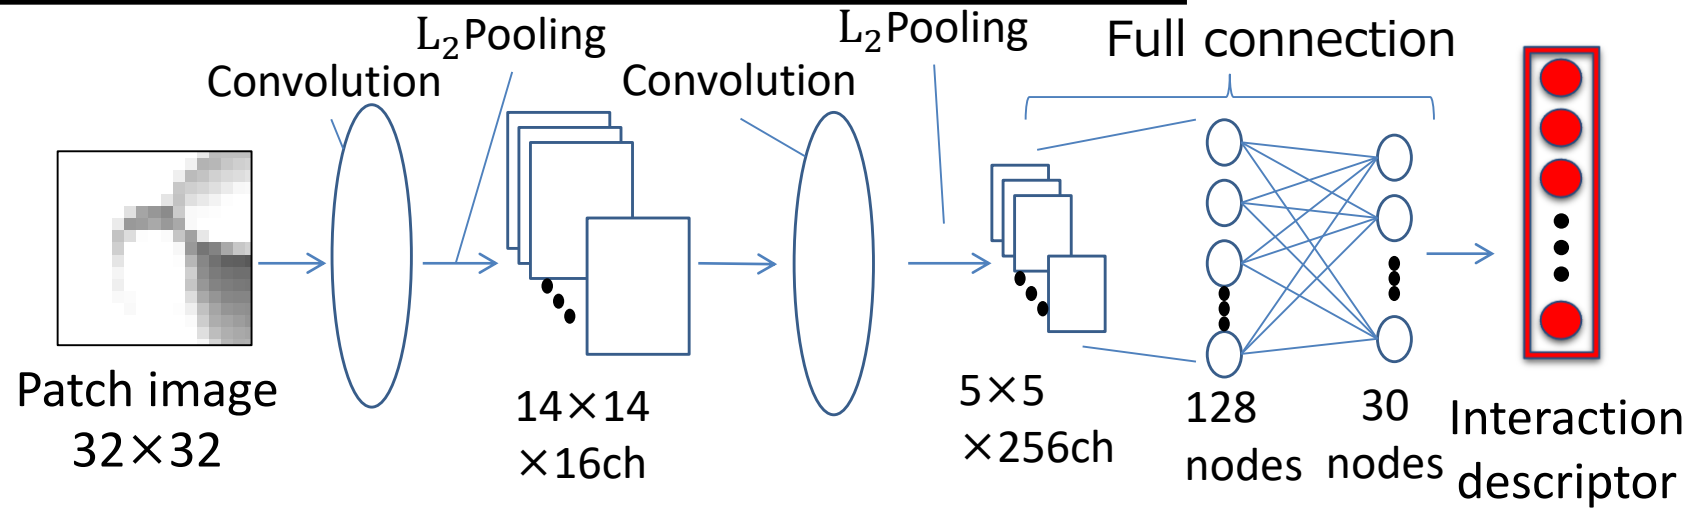 L₂Pooling
L₂Pooling
Full connection
Convolution
Convolution
Patch image
32×32
14×14
×16ch
5×5
×256ch
128
nodes
30
nodes
Interaction
descriptor